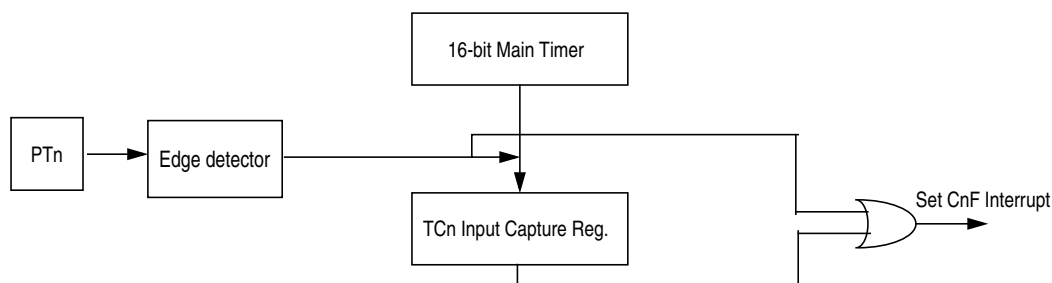 16-bit Main Timer
PTn
Edge detector
TCn Input Capture Reg.
Set CnF Interrupt